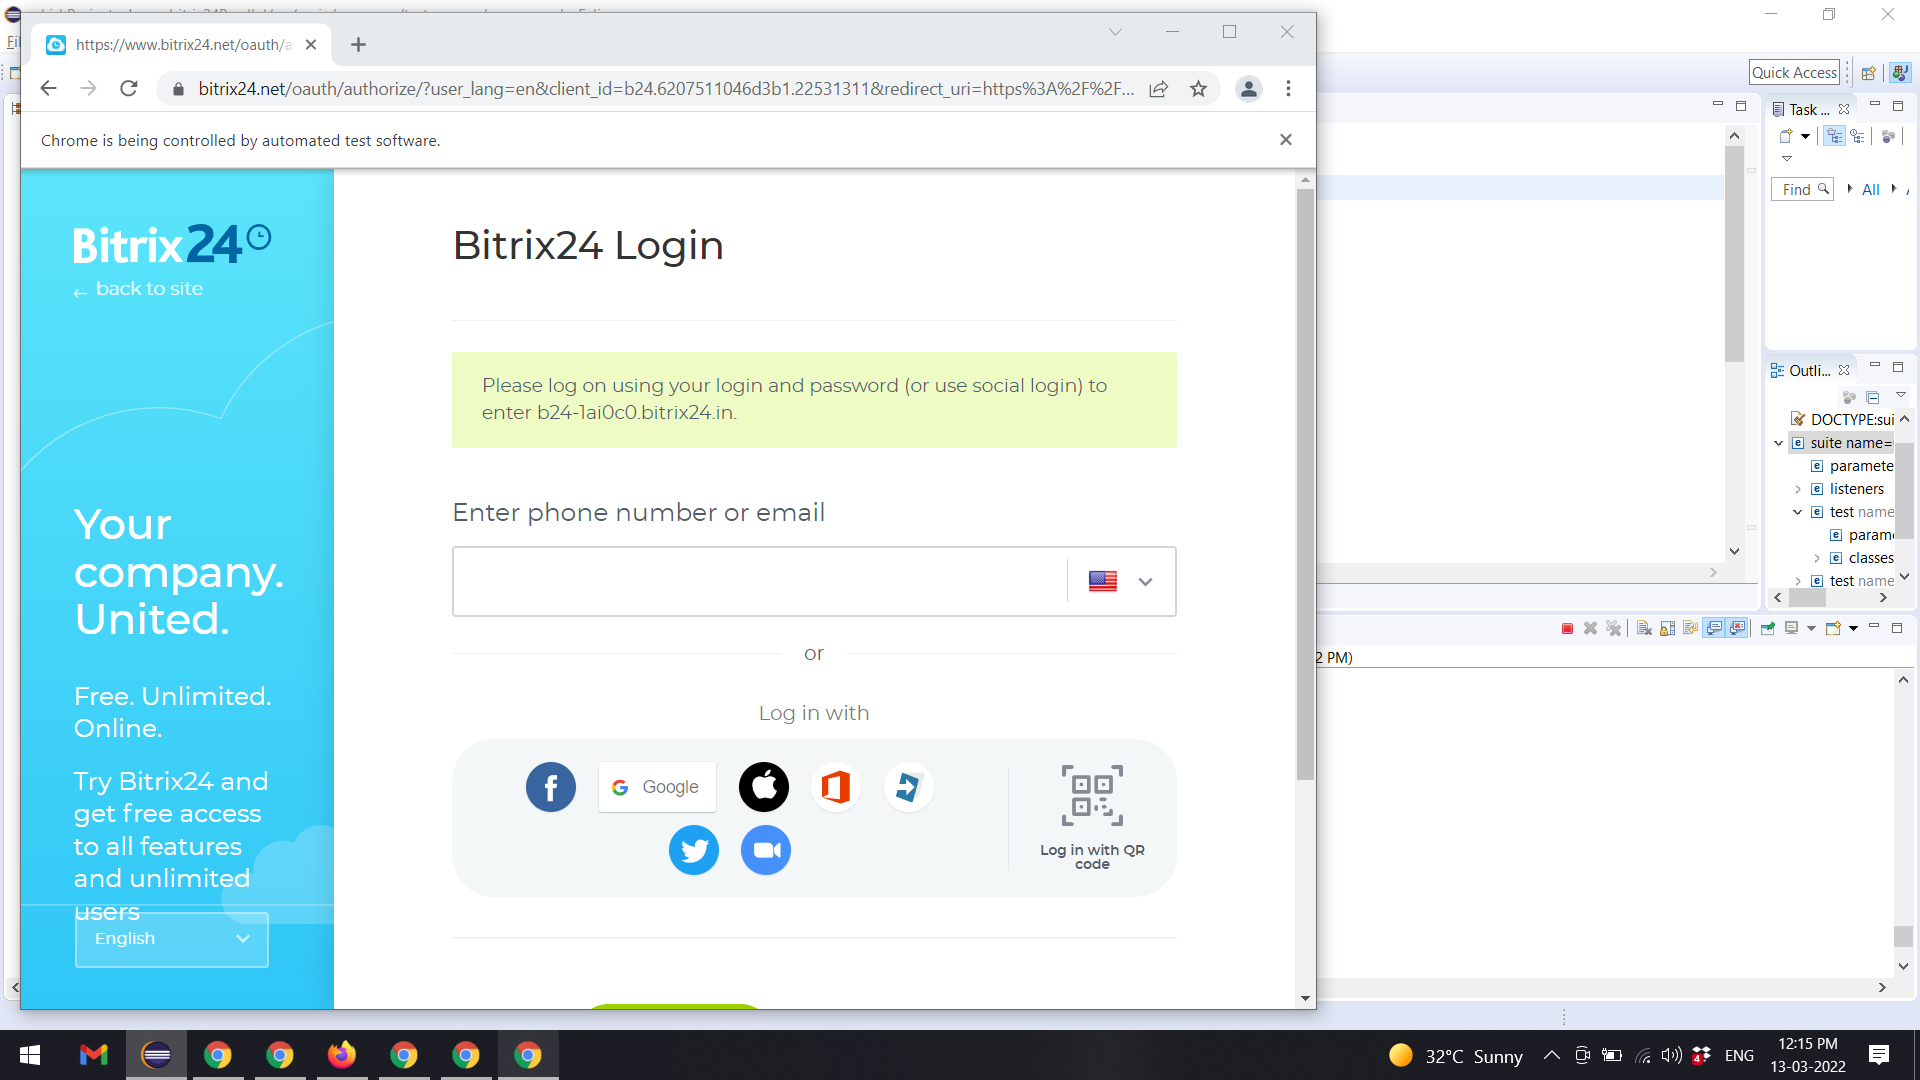 https://www.bitrix24.net/oauth/a
Fil
bitrix24.net/oauth/authorize/?user_lang=en&client_id=b24.6207511046d3b1.22531311&redirect_uri=https%3A%2F%2F...
Chrome is being controlled by automated test software.
Bitrix24
← back to site
Your
company.
United.
Free. Unlimited.
Online.
Try Bitrix24 and
get free access
to all features
and unlimited
users
English
Bitrix24 Login
Please log on using your login and password (or use social login) to
enter b24-1ai0c0.bitrix24.in.
Enter phone number or email
or
Log in with
Google
Log in with QR
code
Quick Access
Task ...
Find
All
Outli...
DOCTYPE:sui
suite name=
paramete
listeners
test name
param
classes
test name
2 PM)
32°C Sunny
4
ENG
12:15 PM
13-03-2022